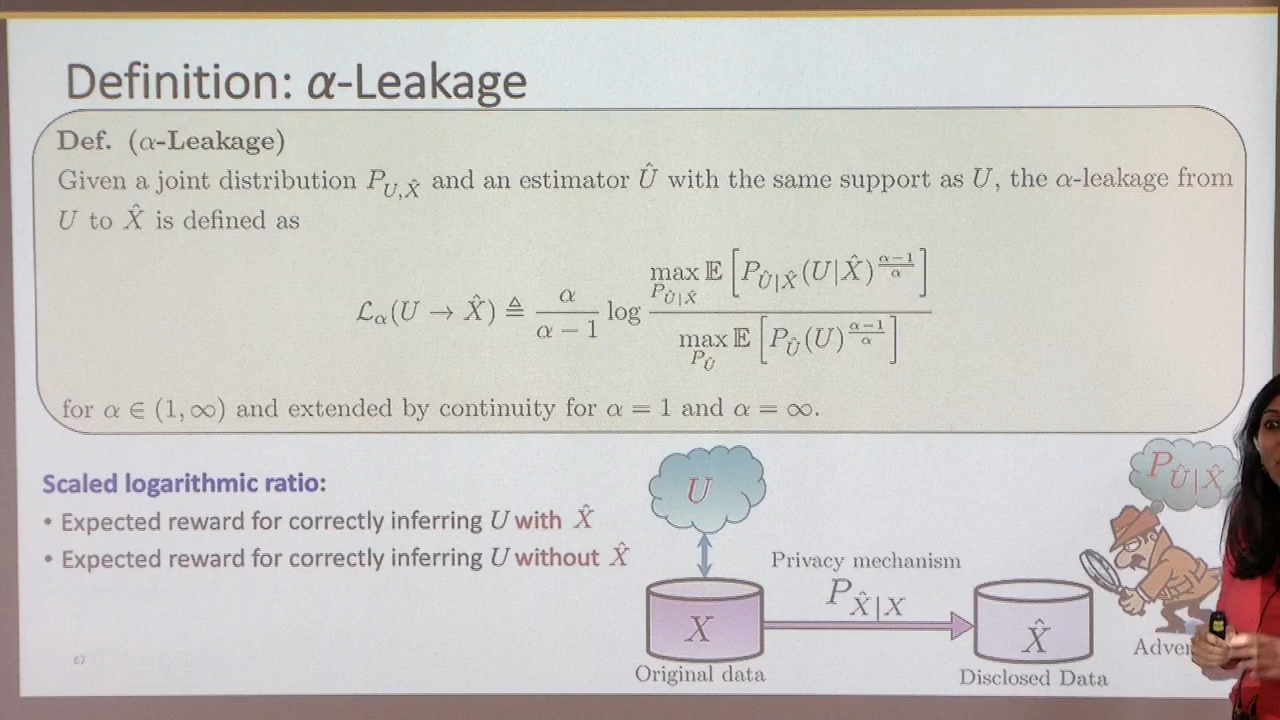 Definition: α-Leakage
Def. (α-Leakage)
Given a joint distribution P_{U,X̂} and an estimator Û with the same support as U, the α-leakage from
U to X̂ is defined as
ℒ_α(U → X̂) ≜ α/(α − 1) log (max_{P_{Û|X̂}} 𝔼[P_{Û|X̂}(U|X̂)^{(α−1)/α}]) / (max_{P_Û} 𝔼[P_Û(U)^{(α−1)/α}])
for α ∈ (1, ∞) and extended by continuity for α = 1 and α = ∞.
Scaled logarithmic ratio:
• Expected reward for correctly inferring U with X̂
• Expected reward for correctly inferring U without X̂
U
P_{Û|X̂}
Privacy mechanism
P_{X̂|X}
X
X̂
Original data
Disclosed Data
67